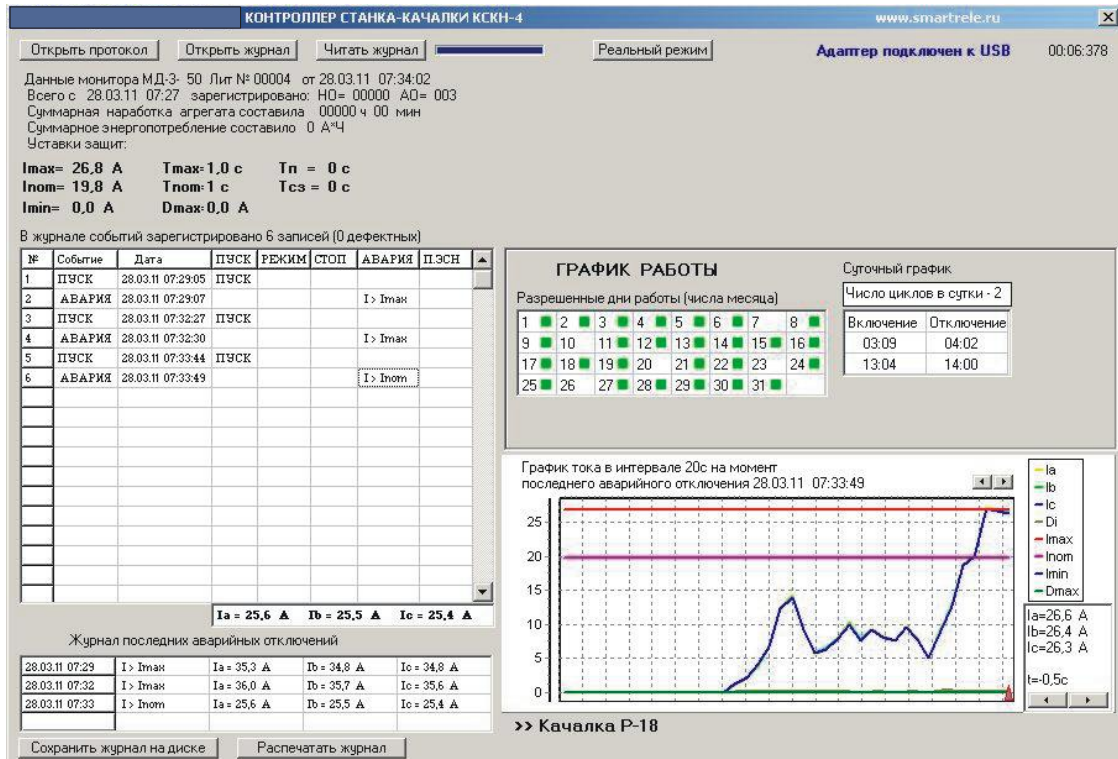 КОНТРОЛЛЕР СТАНКА-КАЧАЛКИ КСКН-4 www.smartrele.ru X
Открыть протокол Открыть журнал Читать журнал Реальный режим Адаптер подключен к USB 00:06:378
Данные монитора МД-3- 50 Лит № 00004 от 28.03.11 07:34:02
Всего с 28.03.11 07:27 зарегистрировано: НО= 00000 АО= 003
Суммарная наработка агрегата составила 00000 ч 00 мин
Суммарное энергопотребление составило 0 А*Ч
Уставки защит:
Imax= 26,8 А Tmax=1,0 с Тп = 0 с
Inom= 19,8 А Tnom=1 с Тсз = 0 с
Imin= 0,0 А Dmax=0,0 А
В журнале событий зарегистрировано 6 записей (0 дефектных)
№ Событие Дата ПУСК РЕЖИМ СТОП АВАРИЯ П.ЭСН
1 ПУСК 28.03.11 07:29:05 ПУСК
2 АВАРИЯ 28.03.11 07:29:07 I > Imax
3 ПУСК 28.03.11 07:32:27 ПУСК
4 АВАРИЯ 28.03.11 07:32:30 I > Imax
5 ПУСК 28.03.11 07:33:44 ПУСК
6 АВАРИЯ 28.03.11 07:33:49 I > Inom
Ia = 25,6 А Ib = 25,5 А Ic = 25,4 А
Журнал последних аварийных отключений
28.03.11 07:29 I > Imax Ia = 35,3 А Ib = 34,8 А Ic = 34,8 А
28.03.11 07:32 I > Imax Ia = 36,0 А Ib = 35,7 А Ic = 35,6 А
28.03.11 07:33 I > Inom Ia = 25,6 А Ib = 25,5 А Ic = 25,4 А
Сохранить журнал на диске Распечатать журнал
ГРАФИК РАБОТЫ
Разрешенные дни работы (числа месяца)
1 2 3 4 5 6 7 8
9 10 11 12 13 14 15 16
17 18 19 20 21 22 23 24
25 26 27 28 29 30 31
Суточный график
Число циклов в сутки - 2
Включение Отключение
03:09 04:02
13:04 14:00
График тока в интервале 20с на момент
последнего аварийного отключения 28.03.11 07:33:49
25
20
15
10
5
0
Ia
Ib
Ic
Di
Imax
Inom
Imin
Dmax
Ia=26,6 А
Ib=26,4 А
Ic=26,3 А
t=-0,5с
>> Качалка Р-18